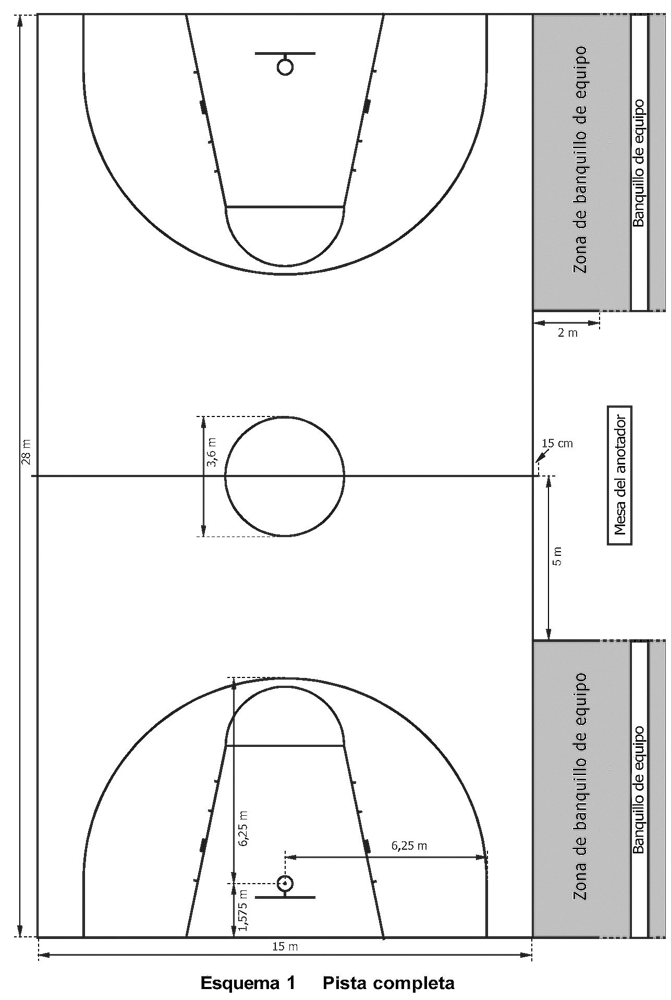 Zona de banquillo de equipo
Banquillo de equipo
2 m
28 m
3,6 m
15 cm
Mesa del anotador
5 m
Zona de banquillo de equipo
Banquillo de equipo
6,25 m
6,25 m
1,575 m
15 m
Esquema 1 Pista completa